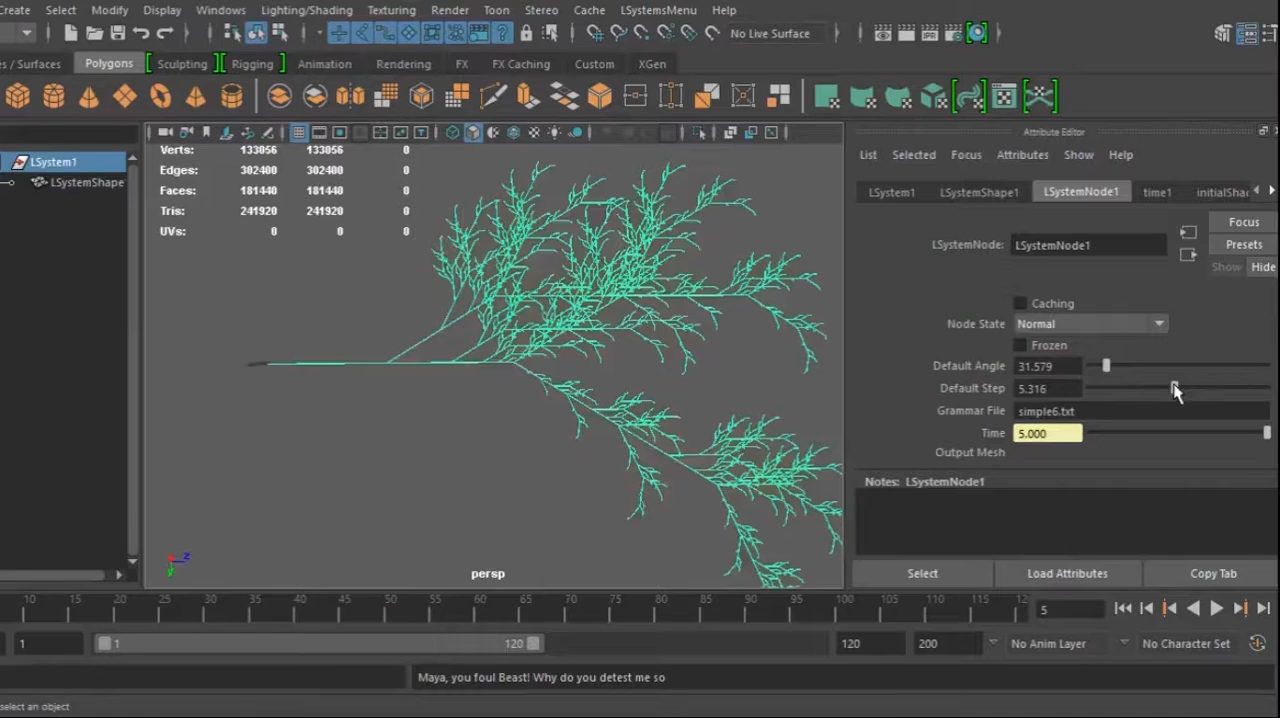 Create Select Modify Display Windows Lighting/Shading Texturing Render Toon Stereo Cache LSystemsMenu Help
No Live Surface
es / Surfaces Polygons Sculpting Rigging Animation Rendering FX FX Caching Custom XGen
Attribute Editor
LSystem1
LSystemShape
Verts: 133056 133056 0
Edges: 302400 302400 0
Faces: 181440 181440 0
Tris: 241920 241920 0
UVs: 0 0 0
z
y
persp
List Selected Focus Attributes Show Help
LSystem1 LSystemShape1 LSystemNode1 time1 initialShad
LSystemNode: LSystemNode1
Focus
Presets
Show Hide
Caching
Node State Normal
Frozen
Default Angle 31.579
Default Step 5.316
Grammar File simple6.txt
Time 5.000
Output Mesh
Notes: LSystemNode1
Select Load Attributes Copy Tab
10 15 20 25 30 35 40 45 50 55 60 65 70 75 80 85 90 95 100 105 110 115 12 5
1 1 120 120 200 No Anim Layer No Character Set
Maya, you foul Beast! Why do you detest me so
select an object